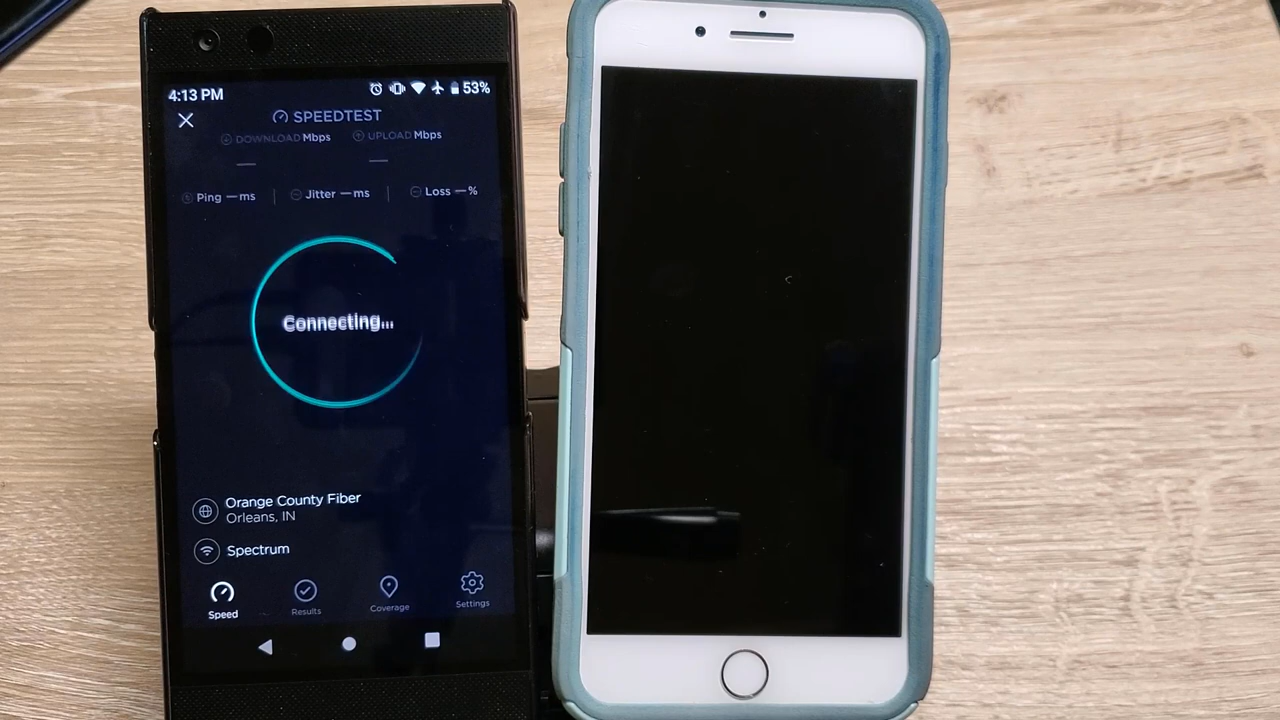 4:13 PM 53%
SPEEDTEST
DOWNLOAD Mbps UPLOAD Mbps
Ping — ms Jitter — ms Loss — %
Connecting...
Orange County Fiber
Orleans, IN
Spectrum
Speed Results Coverage Settings